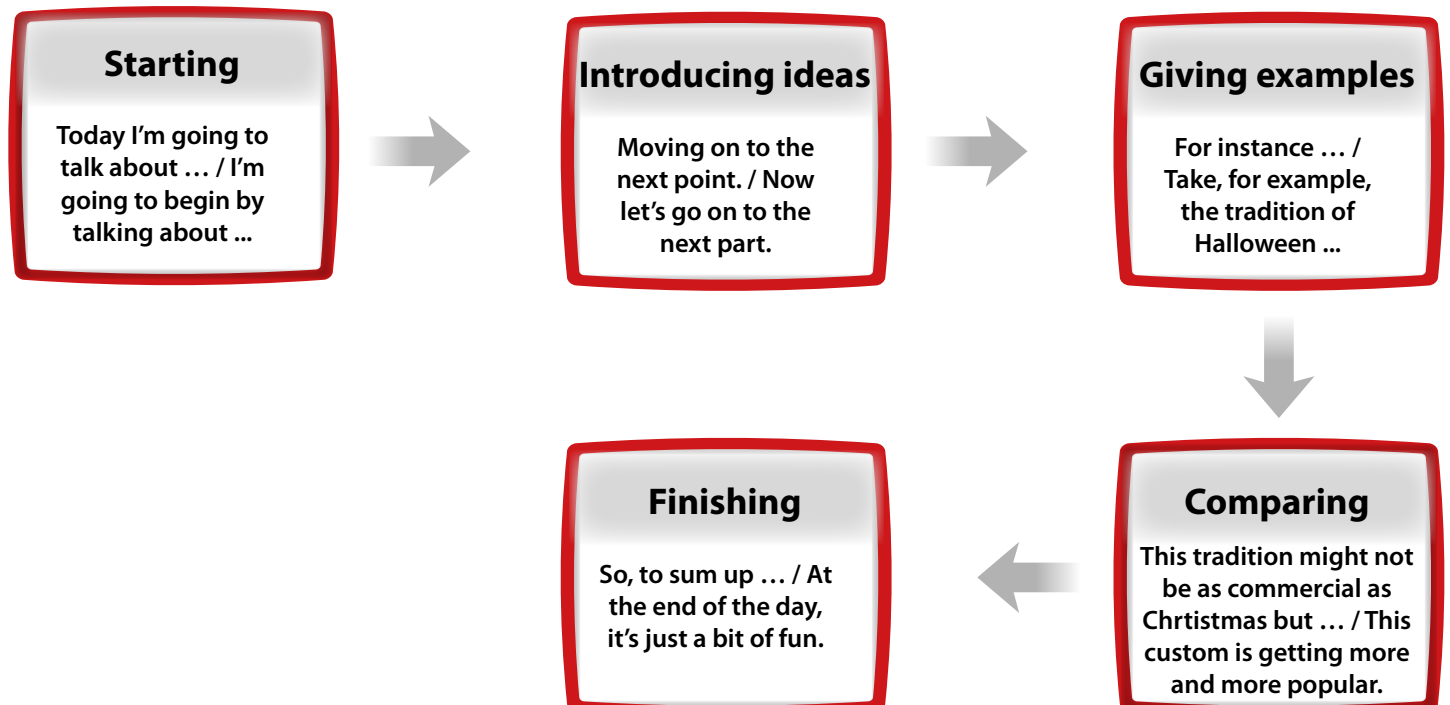 Starting
Today I'm going to
talk about … / I'm
going to begin by
talking about ...
Introducing ideas
Moving on to the
next point. / Now
let's go on to the
next part.
Giving examples
For instance … /
Take, for example,
the tradition of
Halloween ...
Comparing
This tradition might not
be as commercial as
Chrtistmas but … / This
custom is getting more
and more popular.
Finishing
So, to sum up … / At
the end of the day,
it's just a bit of fun.